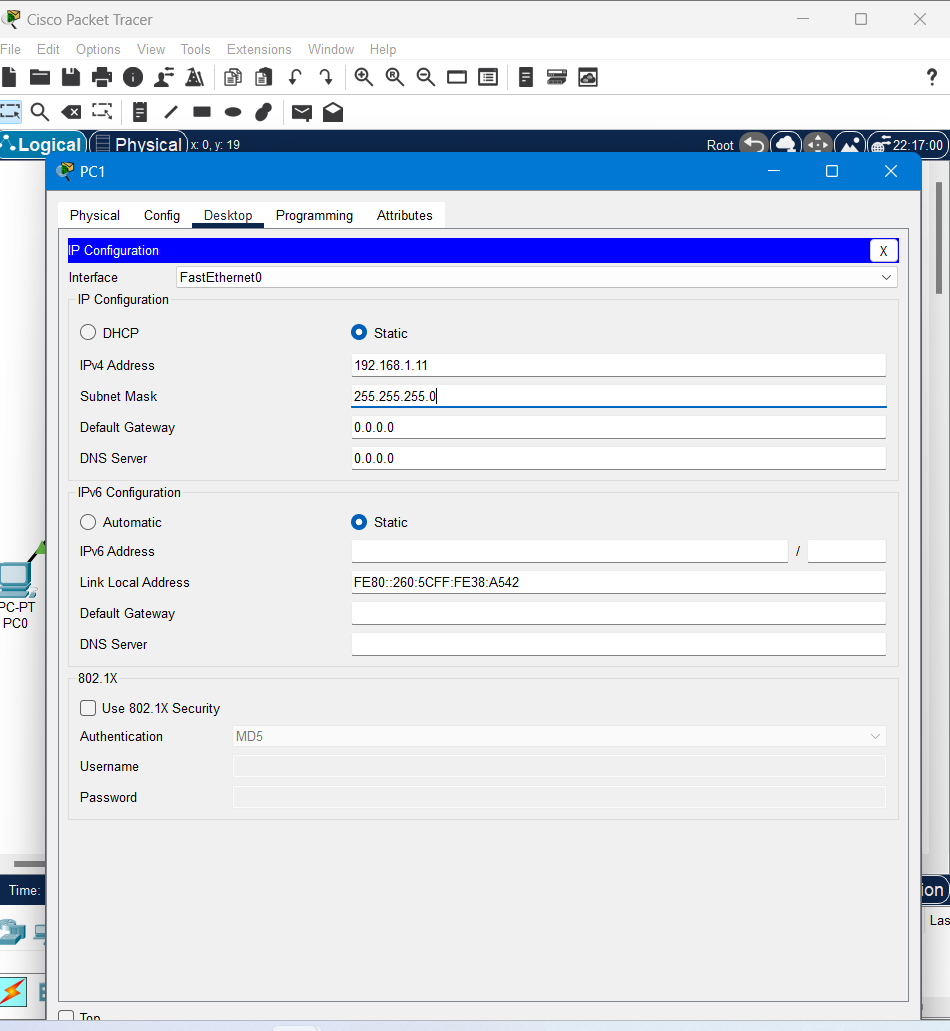 Cisco Packet Tracer
File Edit Options View Tools Extensions Window Help
?
Logical Physical x: 0, y: 19 Root 22:17:00
PC1
Physical Config Desktop Programming Attributes
IP Configuration X
Interface FastEthernet0
IP Configuration
DHCP Static
IPv4 Address 192.168.1.11
Subnet Mask 255.255.255.0
Default Gateway 0.0.0.0
DNS Server 0.0.0.0
IPv6 Configuration
Automatic Static
IPv6 Address /
Link Local Address FE80::260:5CFF:FE38:A542
Default Gateway
DNS Server
802.1X
Use 802.1X Security
Authentication MD5
Username
Password
PC-PT
PC0
Time:
ion
Las
Top